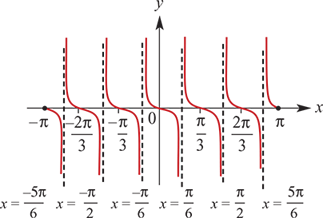 y
x
−π
−2π/3
−π/3
0
π/3
2π/3
π
x = −5π/6
x = −π/2
x = −π/6
x = π/6
x = π/2
x = 5π/6